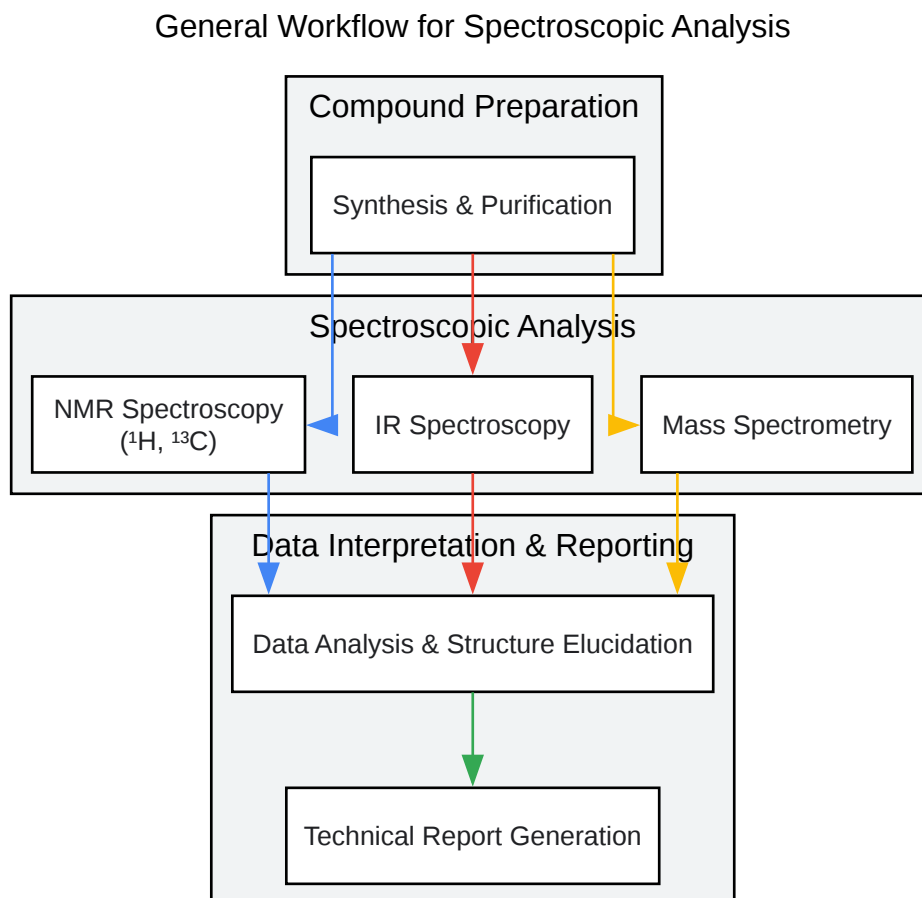 General Workflow for Spectroscopic Analysis
Compound Preparation
Synthesis & Purification
Spectroscopic Analysis
NMR Spectroscopy
(¹H, ¹³C)
IR Spectroscopy
Mass Spectrometry
Data Interpretation & Reporting
Data Analysis & Structure Elucidation
Technical Report Generation